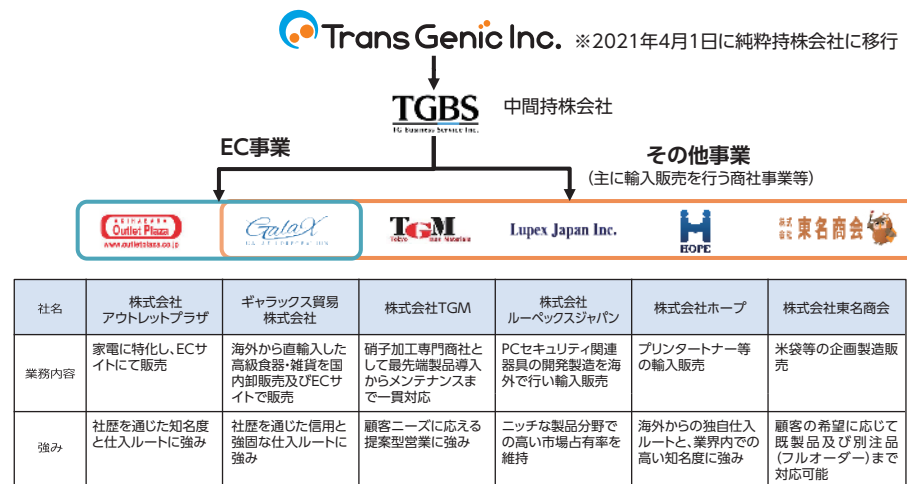 Trans Genic Inc. ※2021年4月1日に純粋持株会社に移行
TGBS 中間持株会社
TG Business Service Inc.
EC事業
その他事業
(主に輸入販売を行う商社事業等)
Outlet Plaza
www.outletplaza.co.jp
GalaX
TGM
Lupex Japan Inc.
HOPE
株式会社 東名商会
社名
株式会社
アウトレットプラザ
ギャラックス貿易
株式会社
株式会社TGM
株式会社
ルーペックスジャパン
株式会社ホープ
株式会社東名商会
業務内容
家電に特化し、ECサ
イトにて販売
海外から直輸入した
高級食器・雑貨を国
内卸販売及びECサ
イトで販売
硝子加工専門商社と
して最先端製品導入
からメンテナンスま
で一貫対応
PCセキュリティ関連
器具の開発製造を海
外で行い輸入販売
プリンタートナー等
の輸入販売
米袋等の企画製造販
売
強み
社歴を通じた知名度
と仕入ルートに強み
社歴を通じた信用と
強固な仕入ルートに
強み
顧客ニーズに応える
提案型営業に強み
ニッチな製品分野で
の高い市場占有率を
維持
海外からの独自仕入
ルートと、業界内での
高い知名度に強み
顧客の希望に応じて
既製品及び別注品
(フルオーダー)まで
対応可能